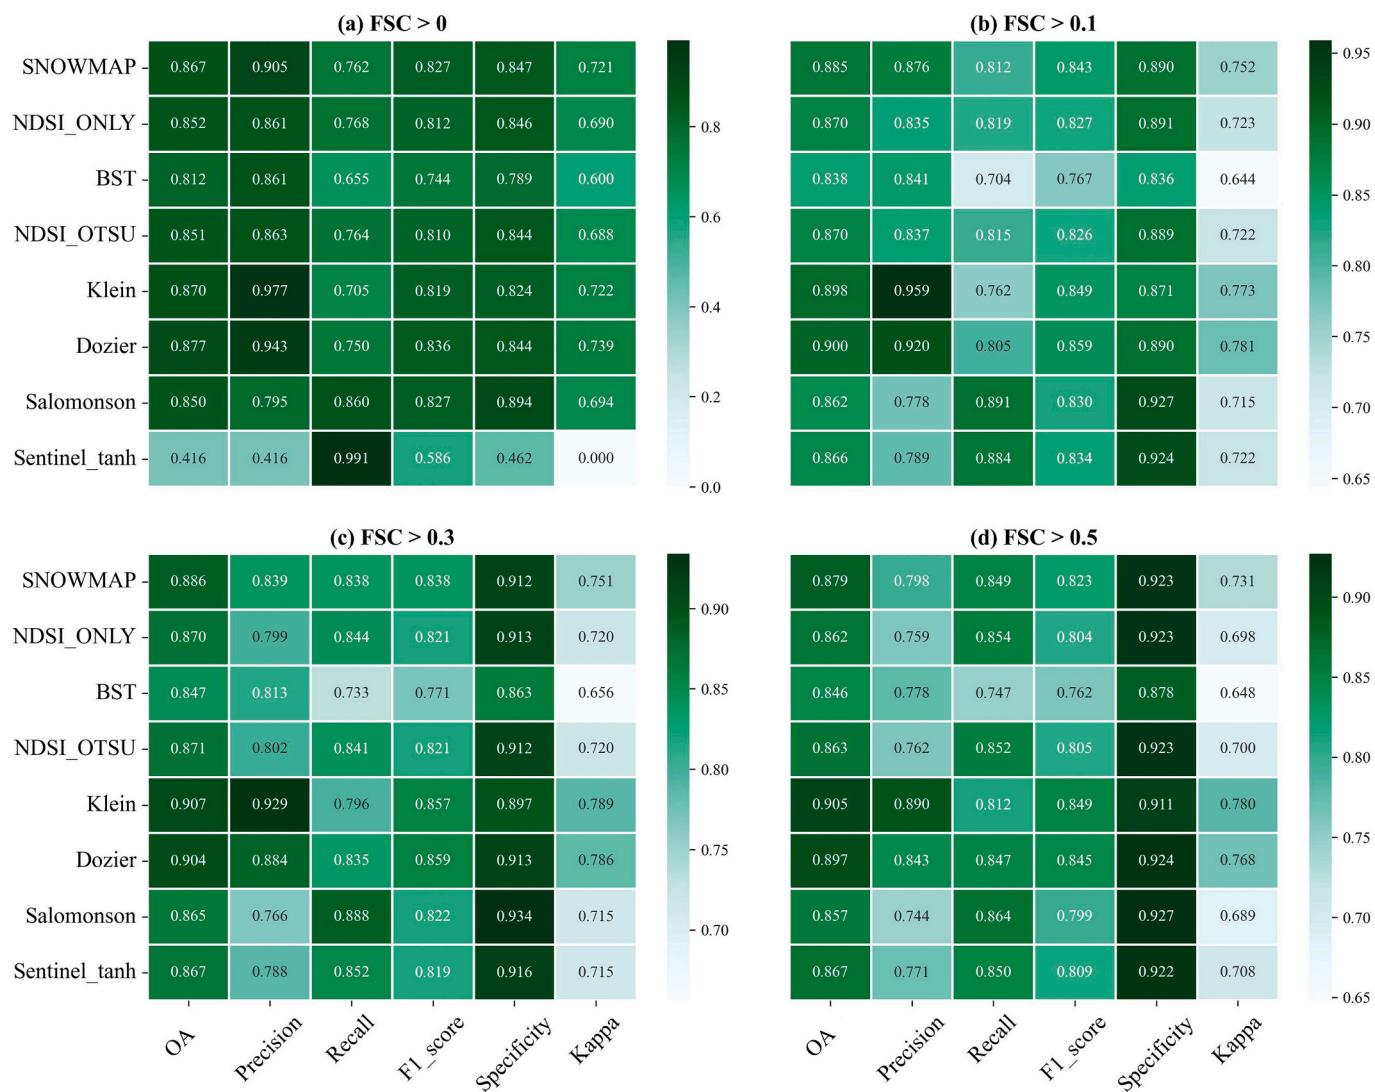 (a) FSC > 0
SNOWMAP 0.867 0.905 0.762 0.827 0.847 0.721
NDSI_ONLY 0.852 0.861 0.768 0.812 0.846 0.690
BST 0.812 0.861 0.655 0.744 0.789 0.600
NDSI_OTSU 0.851 0.863 0.764 0.810 0.844 0.688
Klein 0.870 0.977 0.705 0.819 0.824 0.722
Dozier 0.877 0.943 0.750 0.836 0.844 0.739
Salomonson 0.850 0.795 0.860 0.827 0.894 0.694
Sentinel_tanh 0.416 0.416 0.991 0.586 0.462 0.000
0.8
0.6
0.4
0.2
0.0
(b) FSC > 0.1
0.885 0.876 0.812 0.843 0.890 0.752
0.870 0.835 0.819 0.827 0.891 0.723
0.838 0.841 0.704 0.767 0.836 0.644
0.870 0.837 0.815 0.826 0.889 0.722
0.898 0.959 0.762 0.849 0.871 0.773
0.900 0.920 0.805 0.859 0.890 0.781
0.862 0.778 0.891 0.830 0.927 0.715
0.866 0.789 0.884 0.834 0.924 0.722
0.95
0.90
0.85
0.80
0.75
0.70
0.65
(c) FSC > 0.3
SNOWMAP 0.886 0.839 0.838 0.838 0.912 0.751
NDSI_ONLY 0.870 0.799 0.844 0.821 0.913 0.720
BST 0.847 0.813 0.733 0.771 0.863 0.656
NDSI_OTSU 0.871 0.802 0.841 0.821 0.912 0.720
Klein 0.907 0.929 0.796 0.857 0.897 0.789
Dozier 0.904 0.884 0.835 0.859 0.913 0.786
Salomonson 0.865 0.766 0.888 0.822 0.934 0.715
Sentinel_tanh 0.867 0.788 0.852 0.819 0.916 0.715
OA Precision Recall F1_score Specificity Kappa
0.90
0.85
0.80
0.75
0.70
(d) FSC > 0.5
0.879 0.798 0.849 0.823 0.923 0.731
0.862 0.759 0.854 0.804 0.923 0.698
0.846 0.778 0.747 0.762 0.878 0.648
0.863 0.762 0.852 0.805 0.923 0.700
0.905 0.890 0.812 0.849 0.911 0.780
0.897 0.843 0.847 0.845 0.924 0.768
0.857 0.744 0.864 0.799 0.927 0.689
0.867 0.771 0.850 0.809 0.922 0.708
OA Precision Recall F1_score Specificity Kappa
0.90
0.85
0.80
0.75
0.70
0.65